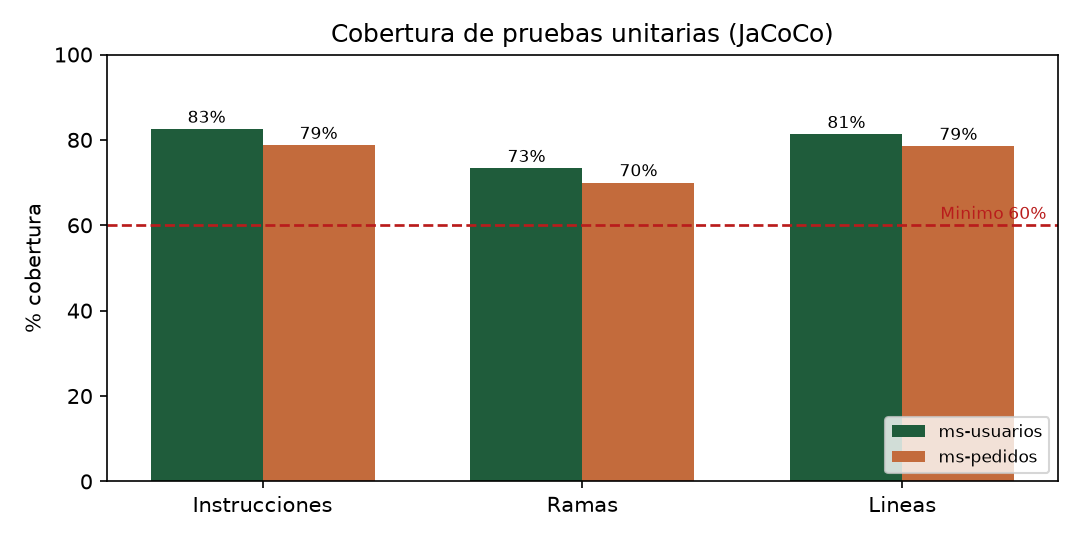 Cobertura de pruebas unitarias (JaCoCo)
% cobertura
100
80
60
40
20
0
83%
79%
73%
70%
81%
79%
Minimo 60%
ms-usuarios
ms-pedidos
Instrucciones
Ramas
Lineas